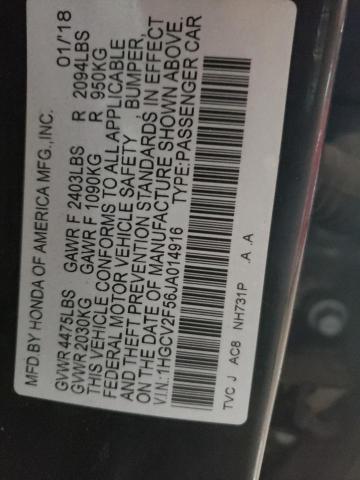 MFD.BY HONDA OF AMERICA MFG.,INC. 01/'18
GVWR 4475LBS GAWR F 2403LBS R 2094LBS
GVWR 2030KG GAWR F 1090KG R 950KG
THIS VEHICLE CONFORMS TO ALL APPLICABLE
FEDERAL MOTOR VEHICLE SAFETY, BUMPER,
AND THEFT PREVENTION STANDARDS IN EFFECT
ON THE DATE OF MANUFACTURE SHOWN ABOVE.
V.I.N.:1HGCV2F56JA014916 TYPE:PASSENGER CAR
TVC J AC8 NH731P .A .A